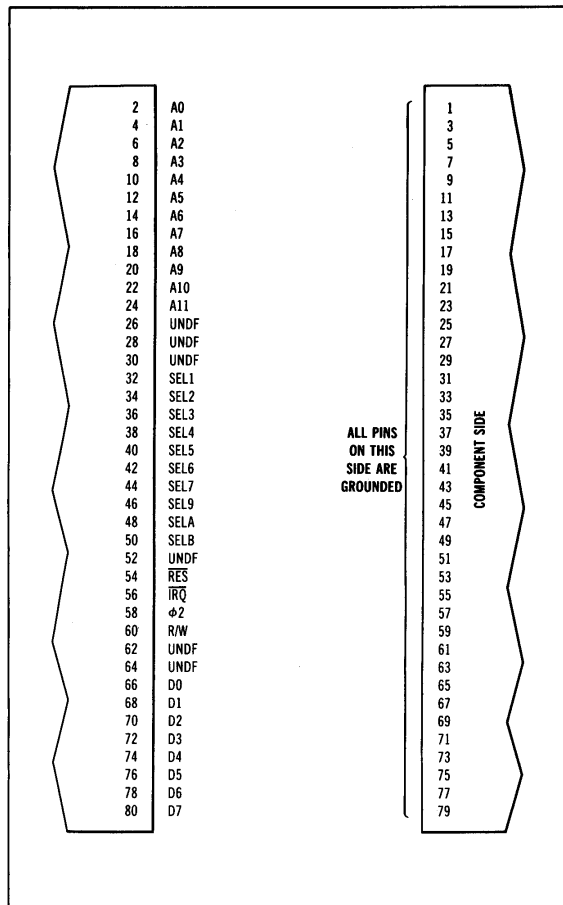 2 A0 1
4 A1 3
6 A2 5
8 A3 7
10 A4 9
12 A5 11
14 A6 13
16 A7 15
18 A8 17
20 A9 19
22 A10 21
24 A11 23
26 UNDF 25
28 UNDF 27
30 UNDF 29
32 SEL1 31
34 SEL2 33
36 SEL3 35
38 SEL4 ALL PINS 37
40 SEL5 ON THIS 39
42 SEL6 SIDE ARE 41
44 SEL7 GROUNDED 43
46 SEL9 45
48 SELA 47
50 SELB 49
52 UNDF 51
54 R̅E̅S̅ 53
56 I̅R̅Q̅ 55
58 ϕ2 57
60 R/W 59
62 UNDF 61
64 UNDF 63
66 D0 65
68 D1 67
70 D2 69
72 D3 71
74 D4 73
76 D5 75
78 D6 77
80 D7 79
COMPONENT SIDE